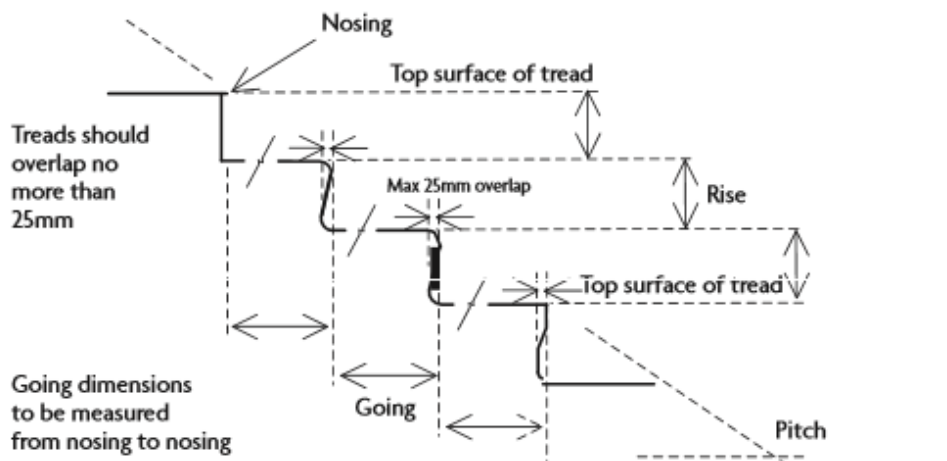 Nosing
Top surface of tread
Treads should
overlap no
more than
25mm
Max 25mm overlap
Rise
Top surface of tread
Going dimensions
to be measured
from nosing to nosing
Going
Pitch